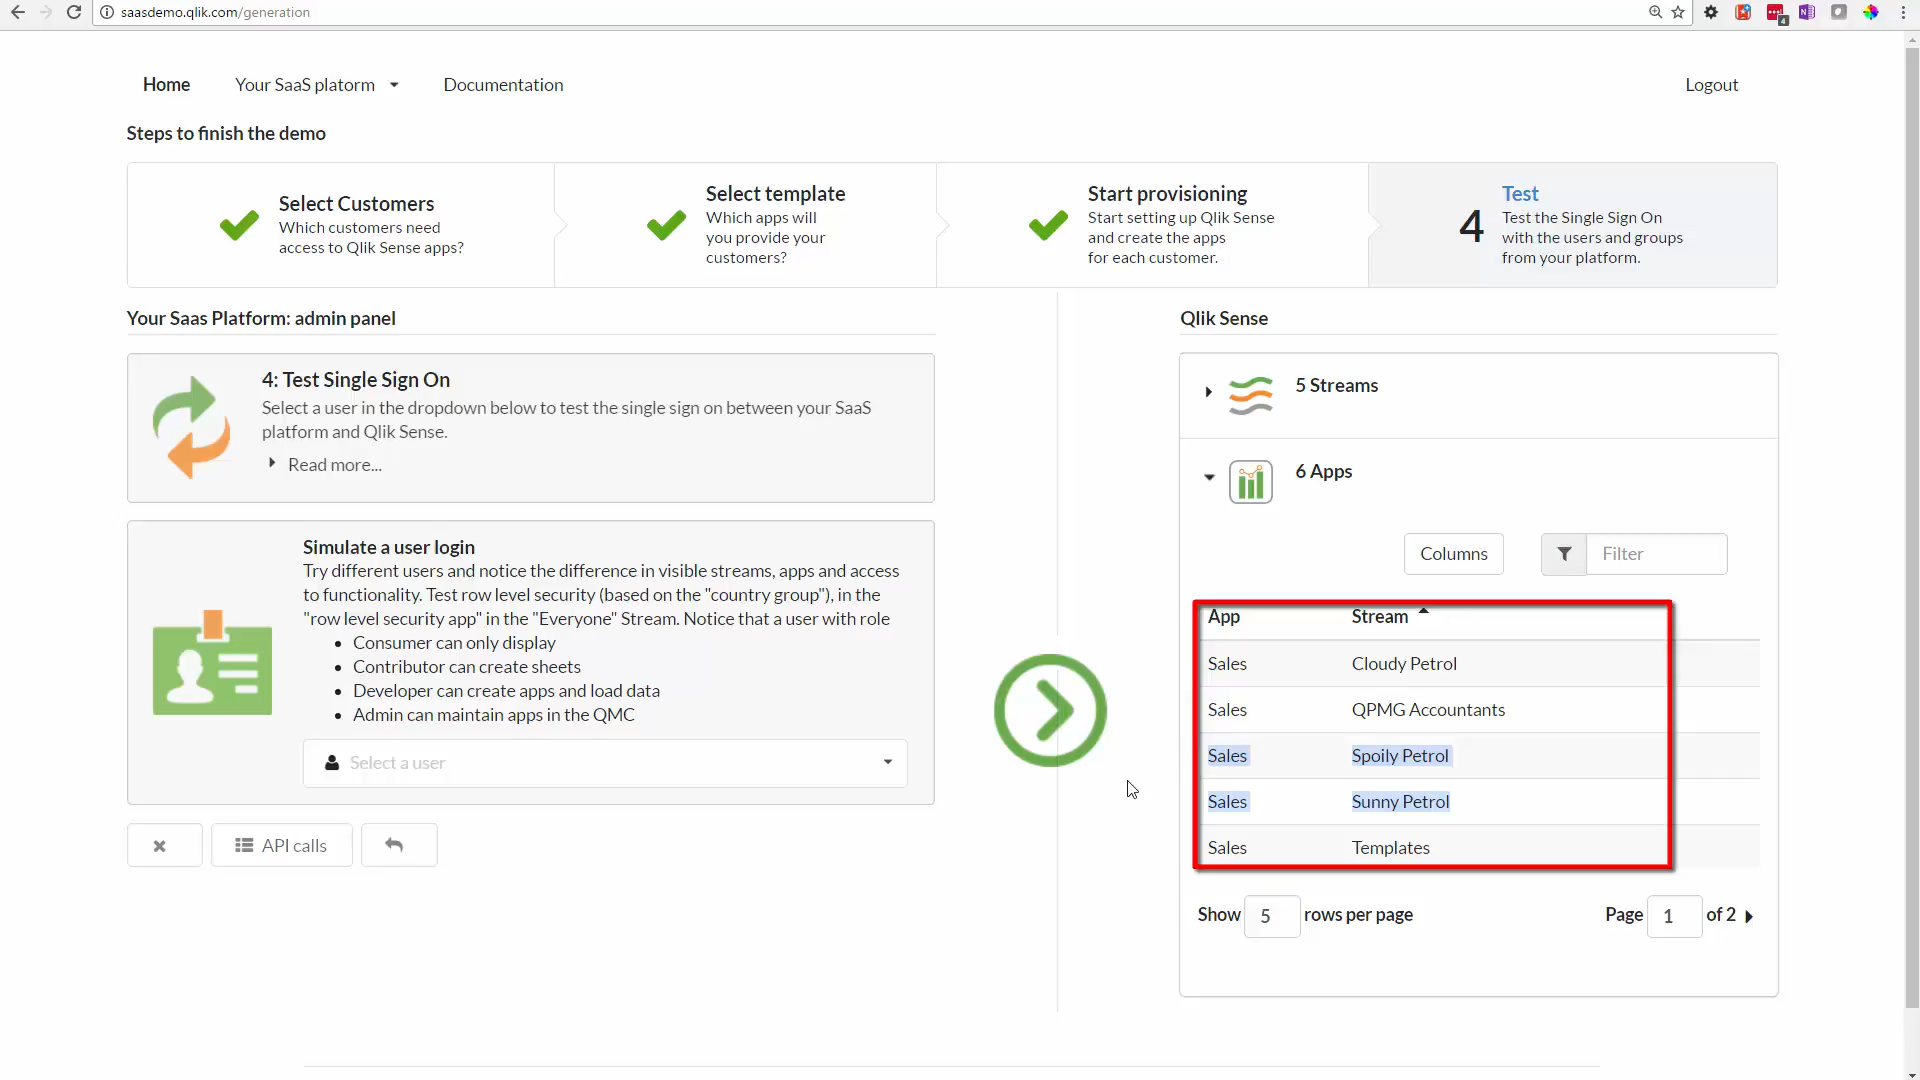 saasdemo.qlik.com/generation
4
Home
Your SaaS platorm
Documentation
Logout
Steps to finish the demo
Select Customers
Which customers need
access to Qlik Sense apps?
Select template
Which apps will
you provide your
customers?
Start provisioning
Start setting up Qlik Sense
and create the apps
for each customer.
4
Test
Test the Single Sign On
with the users and groups
from your platform.
Your Saas Platform: admin panel
4: Test Single Sign On
Select a user in the dropdown below to test the single sign on between your SaaS
platform and Qlik Sense.
Read more...
Simulate a user login
Try different users and notice the difference in visible streams, apps and access
to functionality. Test row level security (based on the "country group"), in the
"row level security app" in the "Everyone" Stream. Notice that a user with role
Consumer can only display
Contributor can create sheets
Developer can create apps and load data
Admin can maintain apps in the QMC
Select a user
API calls
Qlik Sense
5 Streams
6 Apps
Columns
Filter
App Stream
Sales Cloudy Petrol
Sales QPMG Accountants
Sales Spoily Petrol
Sales Sunny Petrol
Sales Templates
Show 5 rows per page
Page 1 of 2